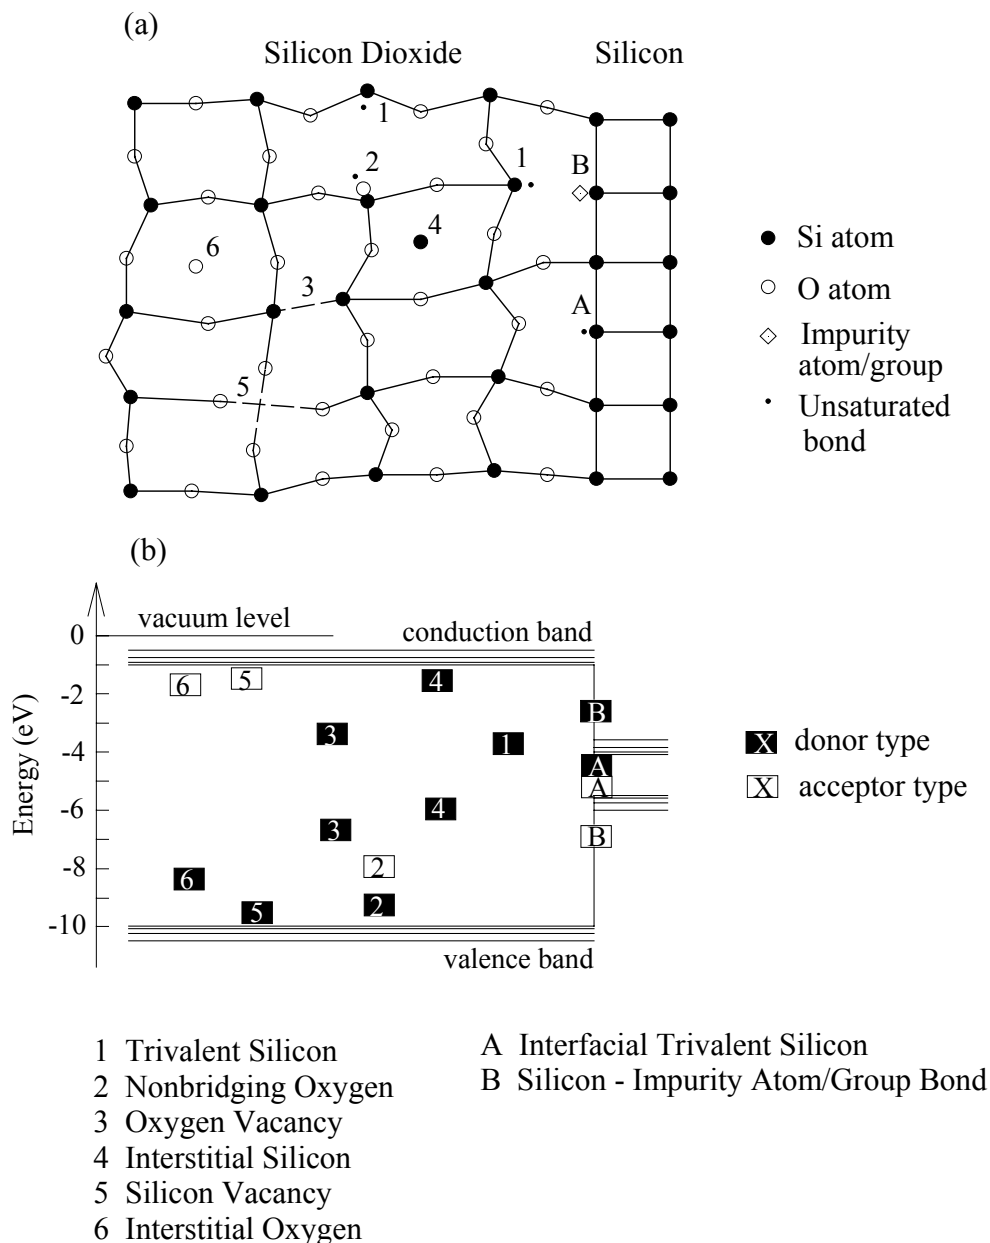 (a)
Silicon Dioxide Silicon
1
2
1
B
4
6
3
A
5
Si atom
O atom
Impurity
atom/group
Unsaturated
bond
(b)
vacuum level
conduction band
0
-2
-4
-6
-8
-10
Energy (eV)
6 5 4
B
3 1
A
A
4
3
B
2
6
2
5
valence band
X donor type
X acceptor type
1 Trivalent Silicon
2 Nonbridging Oxygen
3 Oxygen Vacancy
4 Interstitial Silicon
5 Silicon Vacancy
6 Interstitial Oxygen
A Interfacial Trivalent Silicon
B Silicon - Impurity Atom/Group Bond